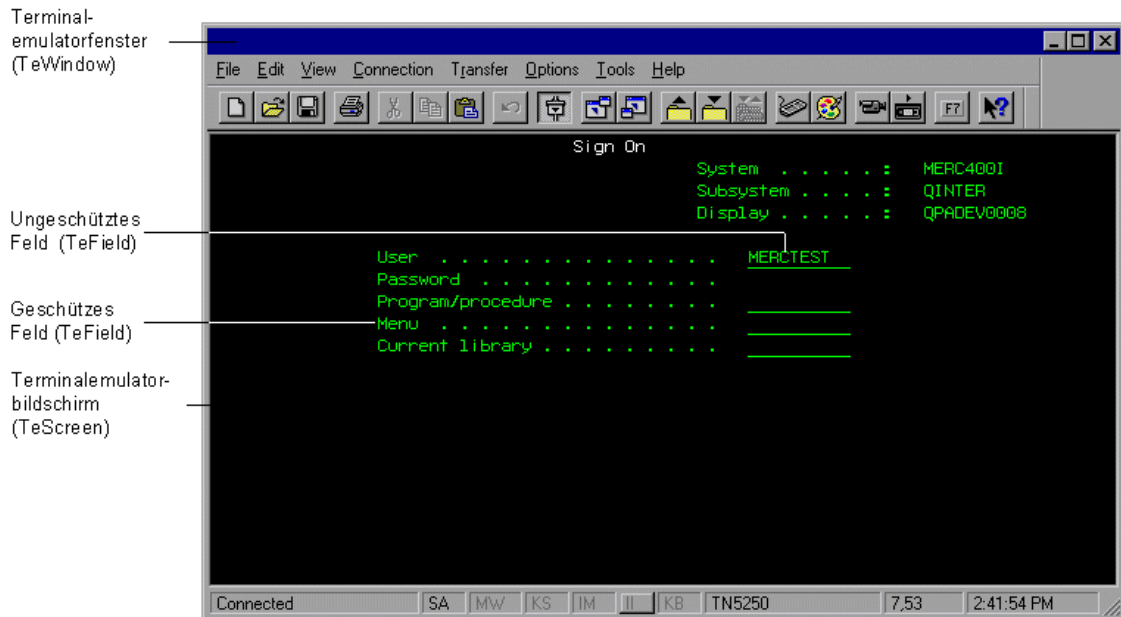 Terminal-
emulatorfenster
(TeWindow)
File Edit View Connection Transfer Options Tools Help
F7
Sign On
System . . . . . : MERC400I
Subsystem . . . . : QINTER
Display . . . . . : QPADEV0008
Ungeschütztes
Feld (TeField)
User . . . . . . . . . . . . . . MERCTEST
Password . . . . . . . . . . . .
Program/procedure . . . . . . . .
Geschützes
Feld (TeField)
Menu . . . . . . . . . . . . . .
Current library . . . . . . . . .
Terminalemulator-
bildschirm
(TeScreen)
Connected SA MW KS IM II KB TN5250 7,53 2:41:54 PM